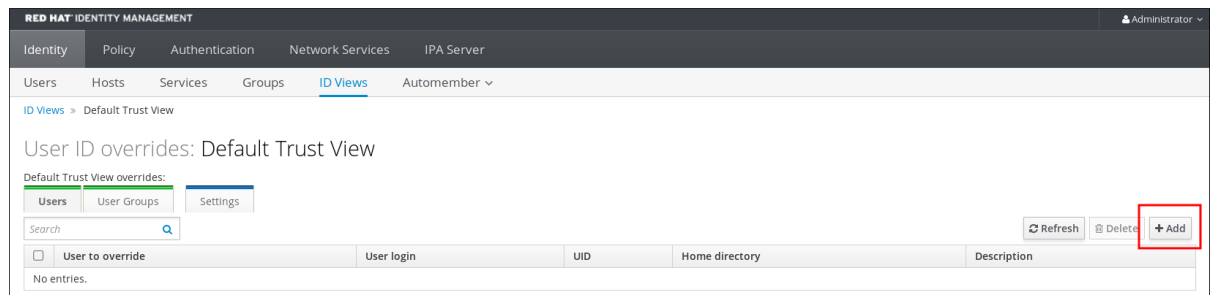 RED HAT IDENTITY MANAGEMENT Administrator
Identity Policy Authentication Network Services IPA Server
Users Hosts Services Groups ID Views Automember
ID Views » Default Trust View
User ID overrides: Default Trust View
Default Trust View overrides:
Users User Groups Settings
Search Refresh Delete + Add
User to override User login UID Home directory Description
No entries.